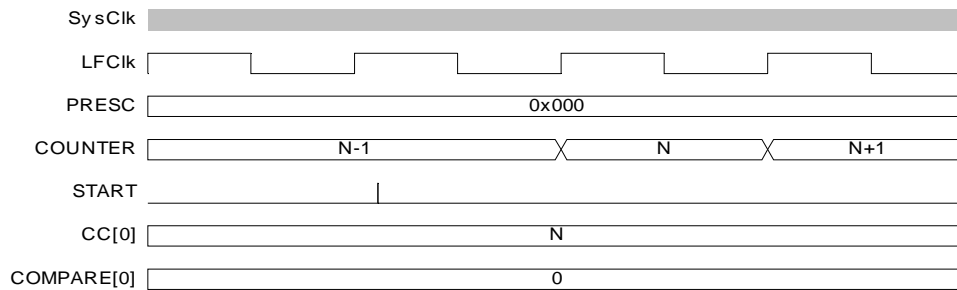 SysClk
LFClk
PRESC 0x000
COUNTER N-1 N N+1
START
CC[0] N
COMPARE[0] 0